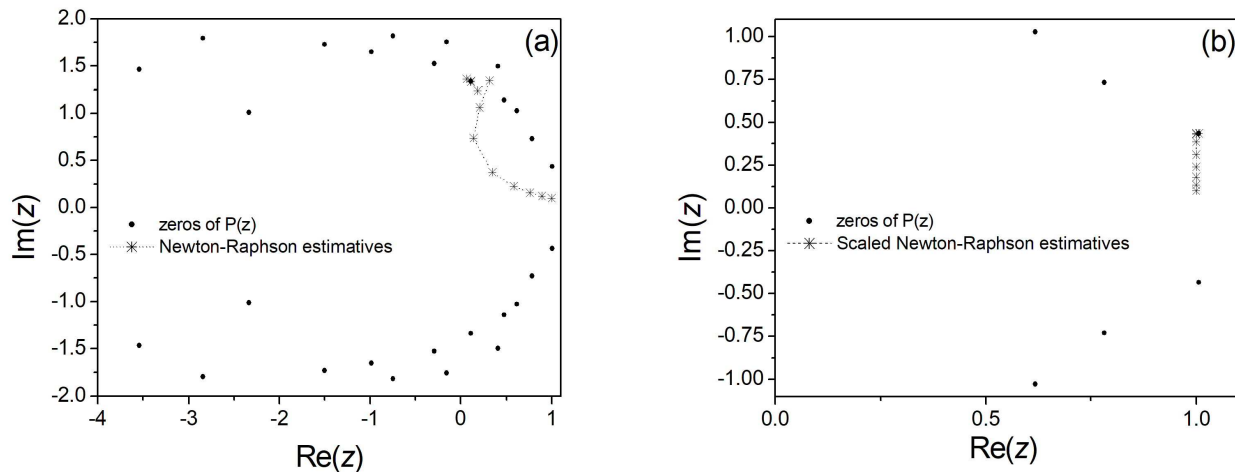 (a)
2.0
1.5
1.0
0.5
0.0
-0.5
-1.0
-1.5
-2.0
Im(z)
zeros of P(z)
Newton-Raphson estimatives
-4
-3
-2
-1
0
1
Re(z)
(b)
1.00
0.75
0.50
0.25
0.00
-0.25
-0.50
-0.75
-1.00
Im(z)
zeros of P(z)
Scaled Newton-Raphson estimatives
0.0
0.5
1.0
Re(z)